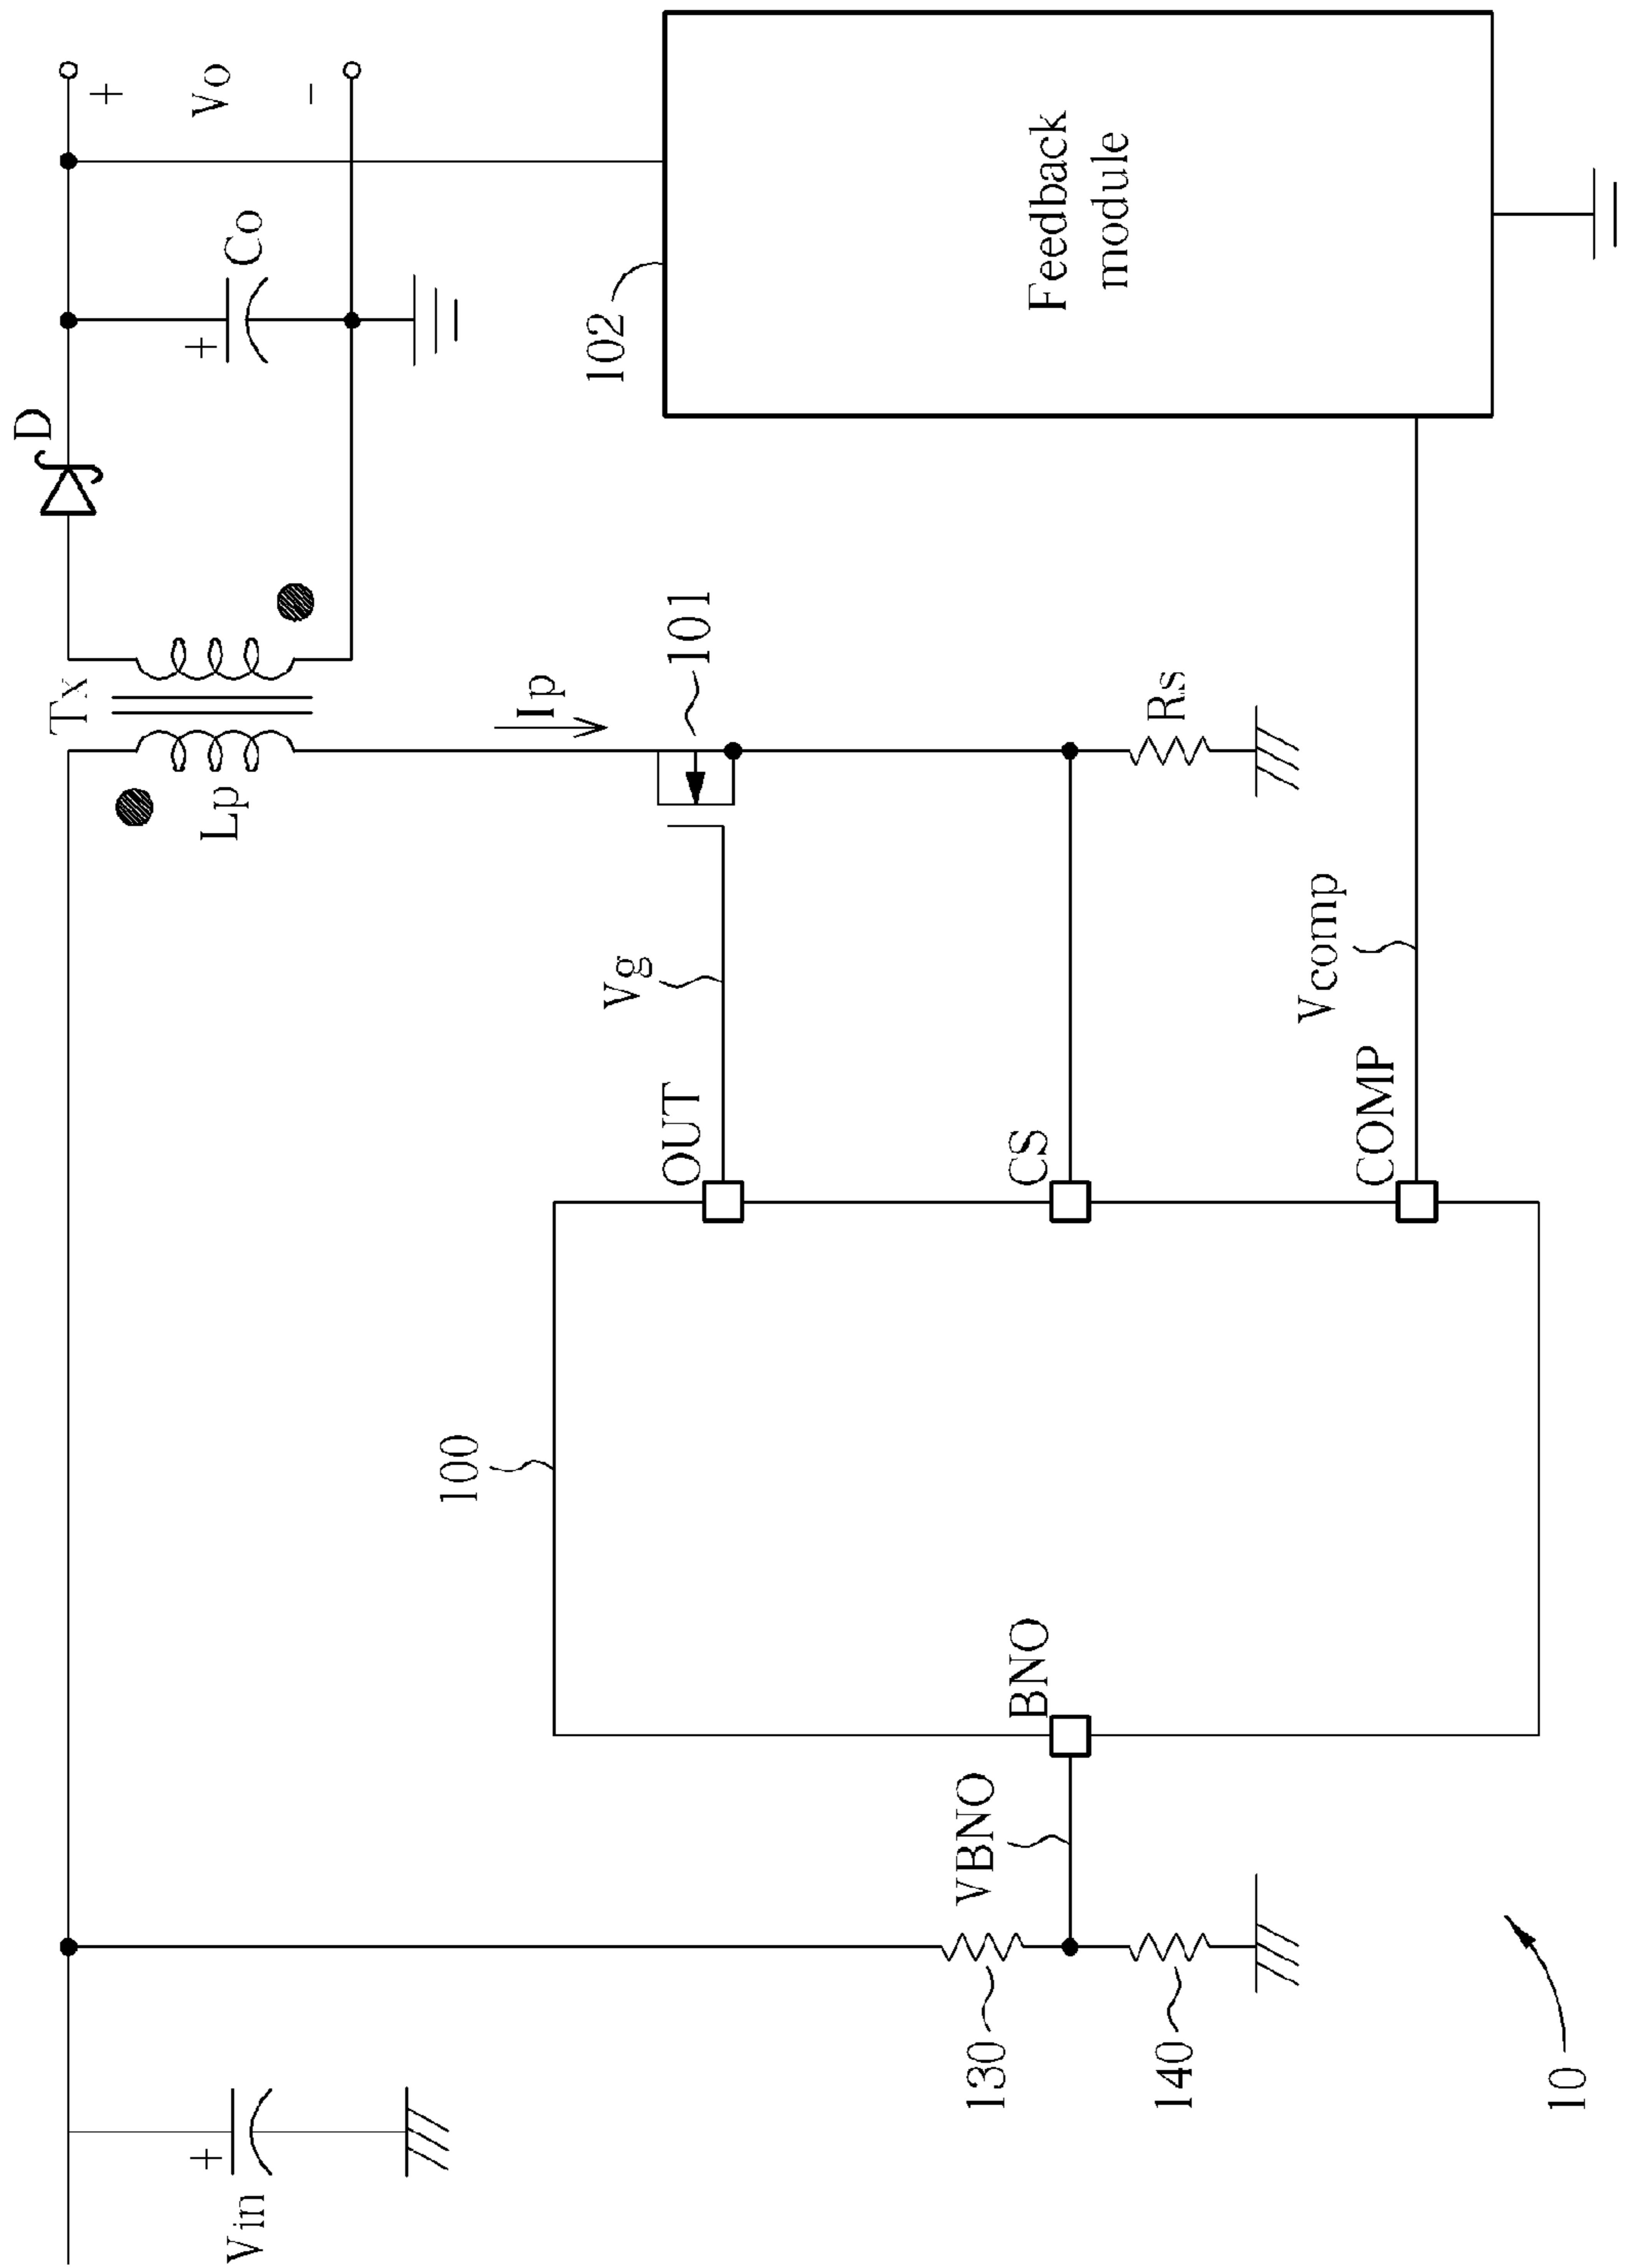 Vin
+
Tx
Lp
D
+
Co
+
Vo
-
Ip
101
Vg
100
OUT
CS
COMP
BNO
VBNO
130
140
Rs
Vcomp
102
Feedback
module
10